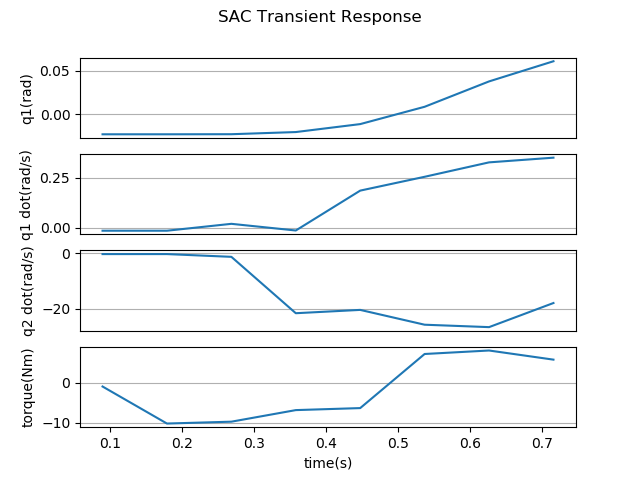 SAC Transient Response
q1(rad)
0.05
0.00
q1 dot(rad/s)
0.25
0.00
q2 dot(rad/s)
0
−20
torque(Nm)
0
−10
0.1 0.2 0.3 0.4 0.5 0.6 0.7
time(s)